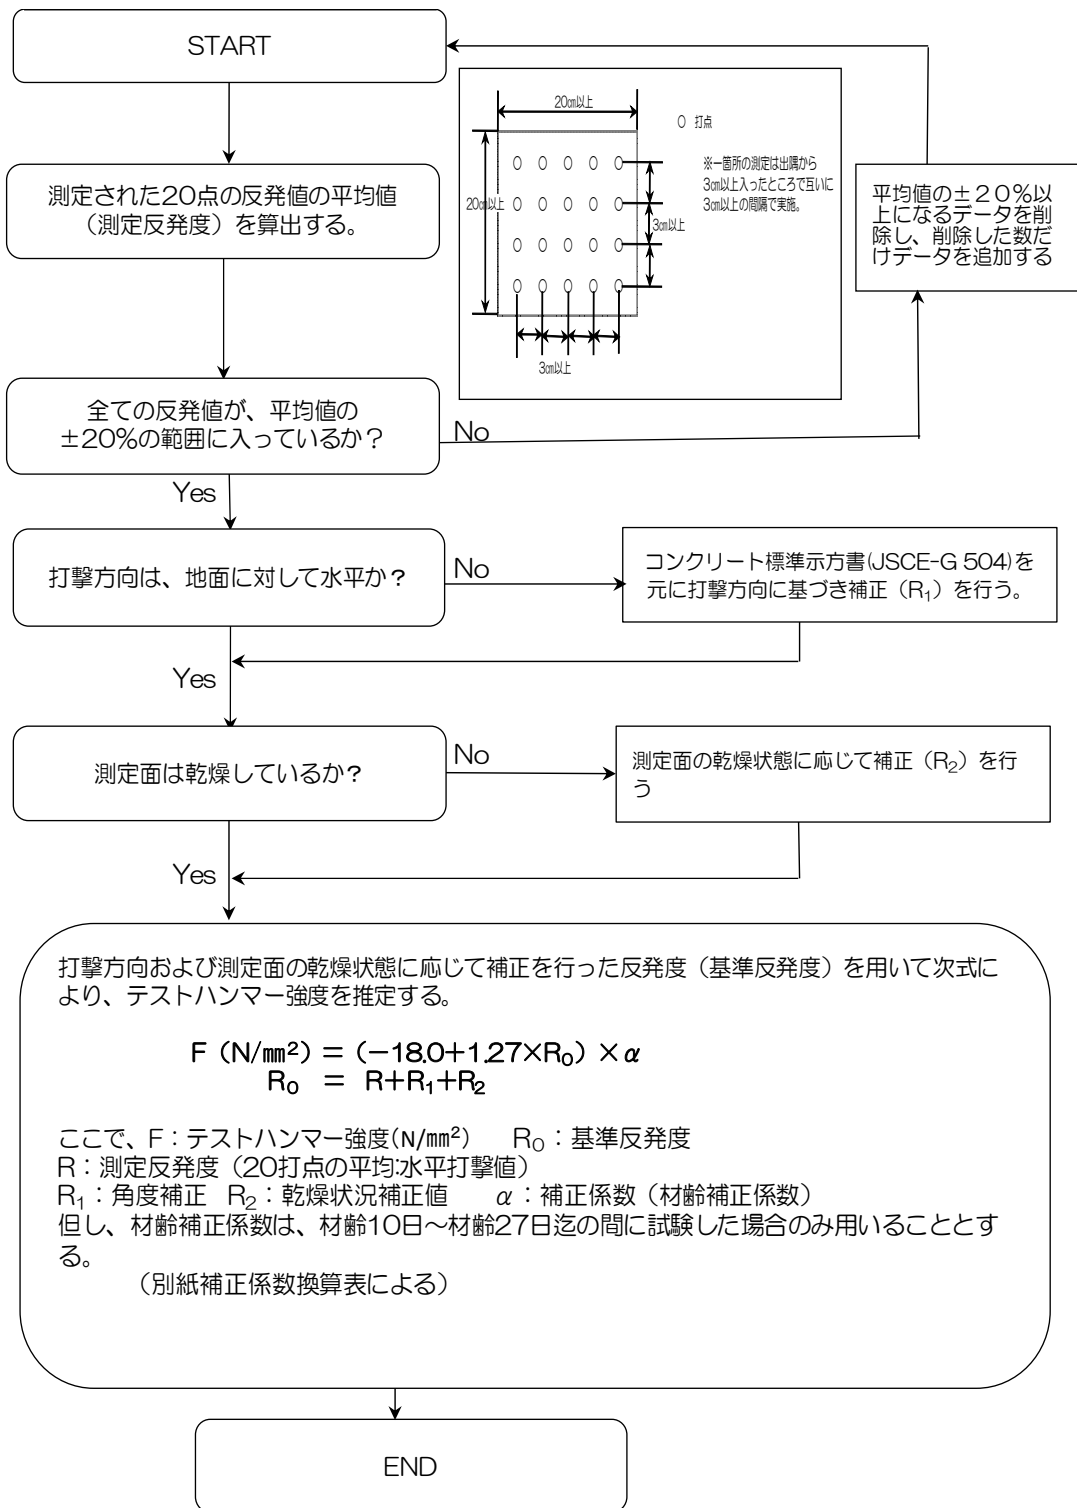 START
20㎝以上
○ 打点
※一箇所の測定は出隅から
3㎝以上入ったところで互いに
3㎝以上の間隔で実施。
20㎝以上
3㎝以上
3㎝以上
平均値の±20%以
上になるデータを削
除し、削除した数だ
けデータを追加する
測定された20点の反発値の平均値
(測定反発度)を算出する。
全ての反発値が、平均値の
±20%の範囲に入っているか?
No
Yes
打撃方向は、地面に対して水平か?
No
コンクリート標準示方書(JSCE-G 504)を
元に打撃方向に基づき補正(R₁)を行う。
Yes
測定面は乾燥しているか?
No
測定面の乾燥状態に応じて補正(R₂)を行
う
Yes
打撃方向および測定面の乾燥状態に応じて補正を行った反発度(基準反発度)を用いて次式に
より、テストハンマー強度を推定する。
F(N/㎜²)=(-18.0+1.27×R₀)×α
R₀ = R+R₁+R₂
ここで、F:テストハンマー強度(N/㎜²) R₀:基準反発度
R:測定反発度(20打点の平均:水平打撃値)
R₁:角度補正 R₂:乾燥状況補正値 α:補正係数(材齢補正係数)
但し、材齢補正係数は、材齢10日~材齢27日迄の間に試験した場合のみ用いることとす
る。
(別紙補正係数換算表による)
END